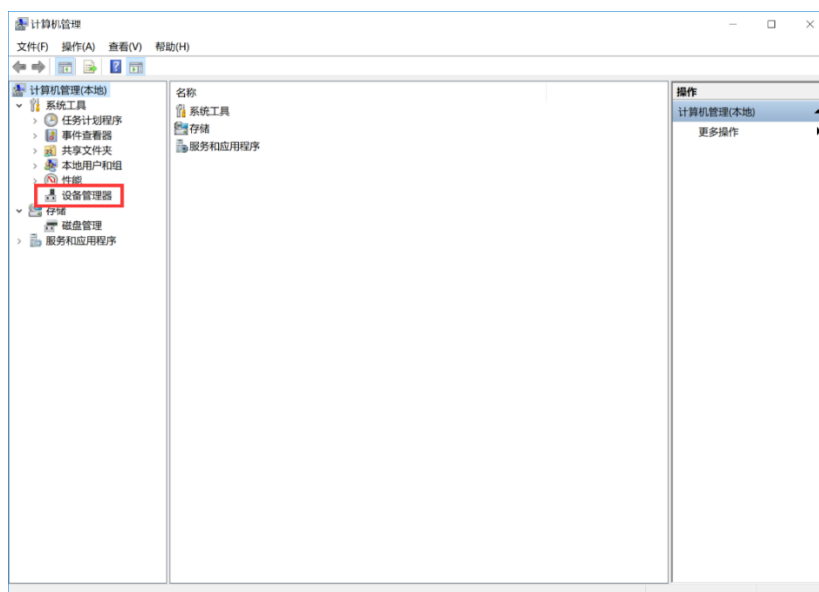 计算机管理
文件(F) 操作(A) 查看(V) 帮助(H)
计算机管理(本地)
系统工具
任务计划程序
事件查看器
共享文件夹
本地用户和组
性能
设备管理器
存储
磁盘管理
服务和应用程序
名称
系统工具
存储
服务和应用程序
操作
计算机管理(本地)
更多操作